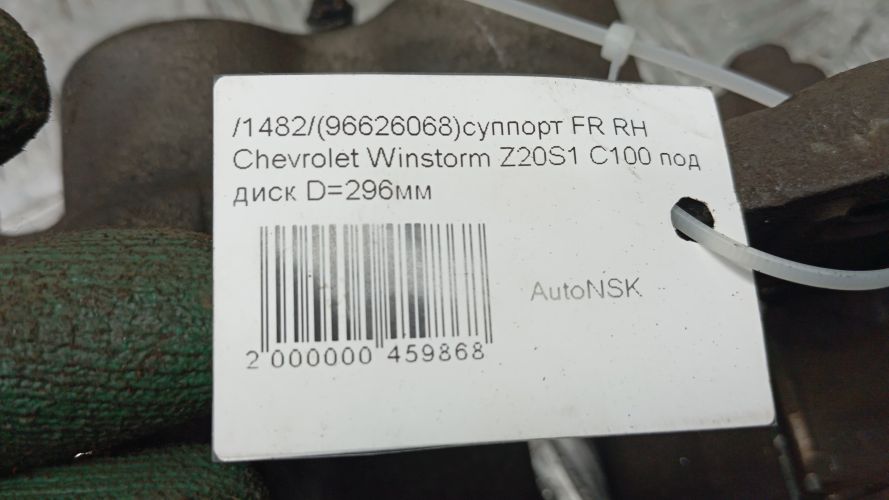 /1482/(96626068)суппорт FR RH
Chevrolet Winstorm Z20S1 C100 под
диск D=296мм
AutoNSK
2 000000 459868